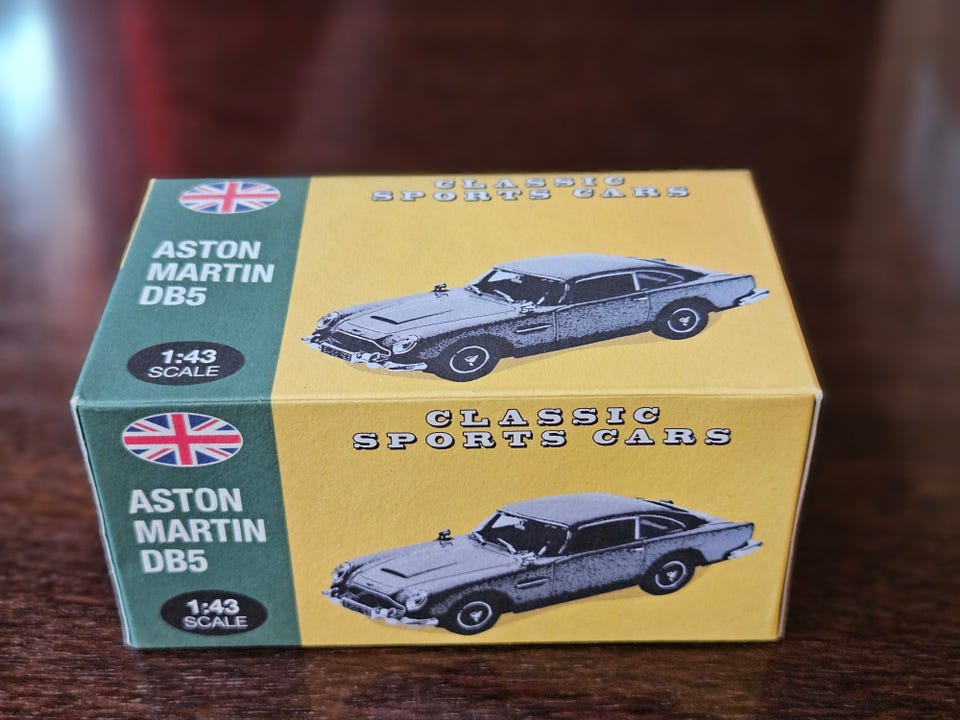 CLASSIC
SPORTS CARS
ASTON
MARTIN
DB5
1:43
SCALE
CLASSIC
SPORTS CARS
ASTON
MARTIN
DB5
1:43
SCALE